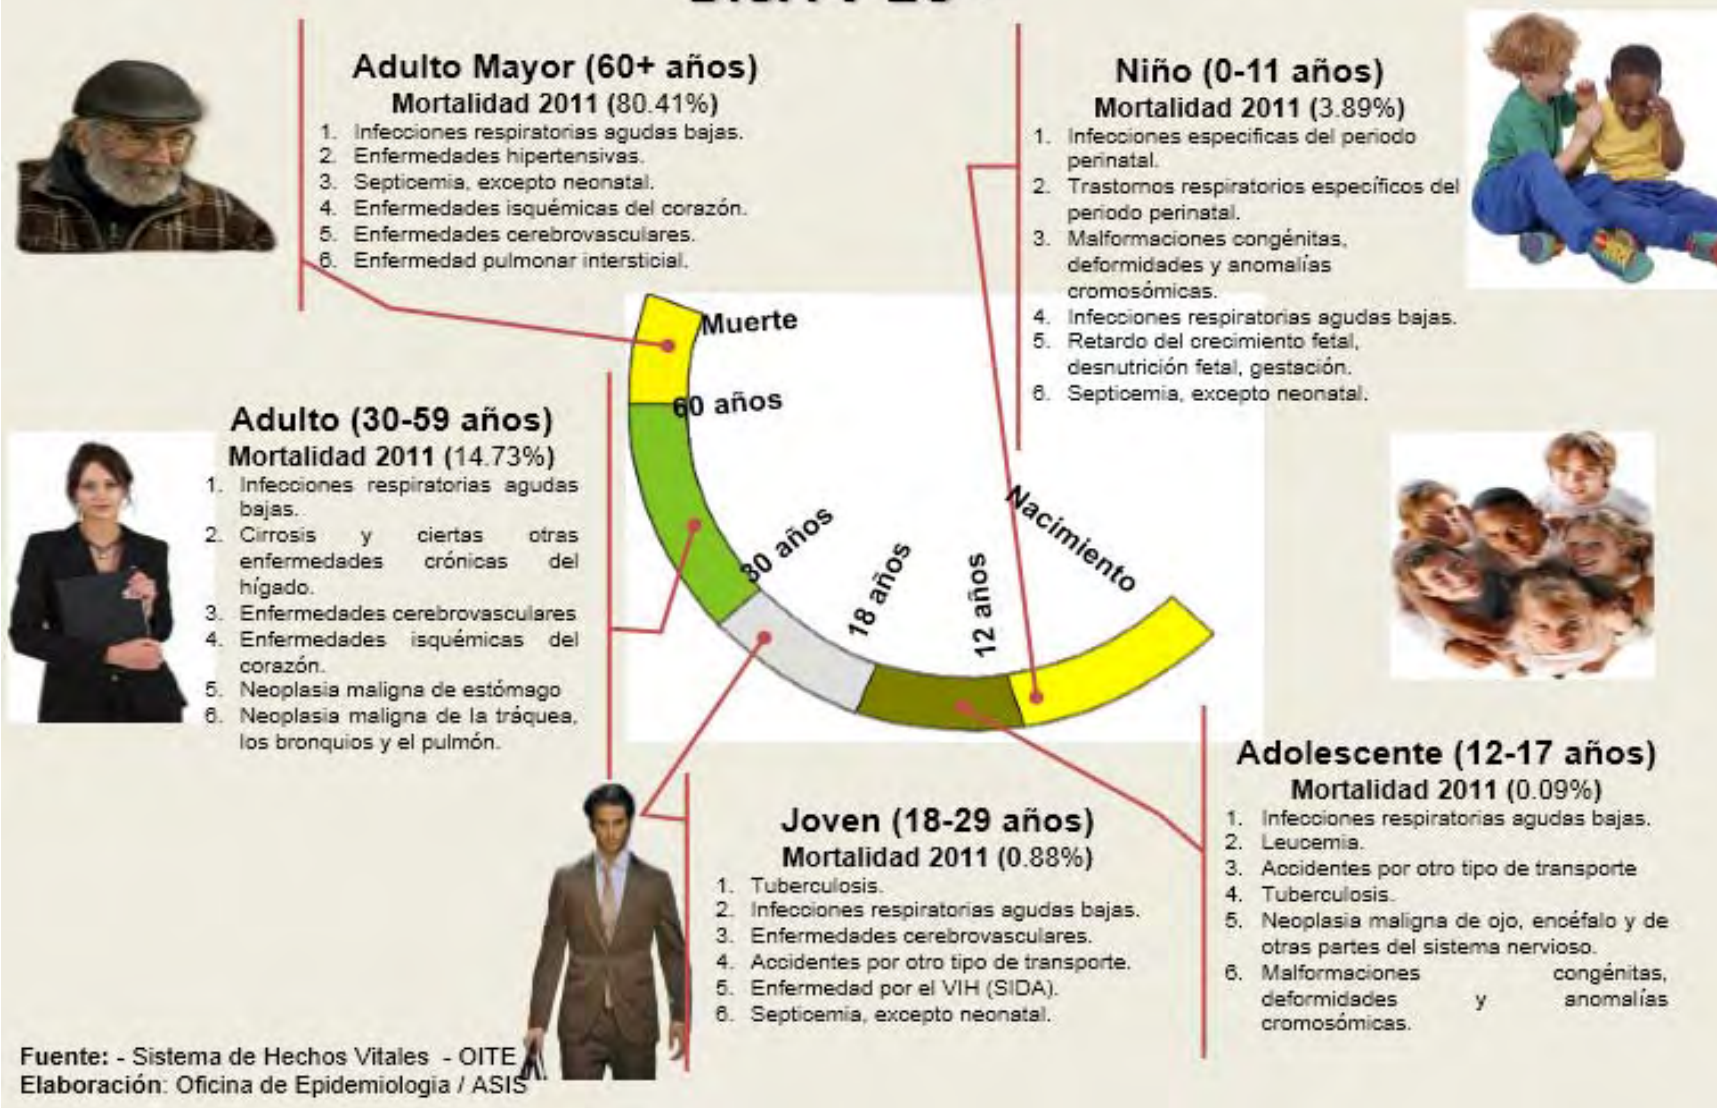 Adulto Mayor (60+ años)
Mortalidad 2011 (80.41%)
1. Infecciones respiratorias agudas bajas.
2. Enfermedades hipertensivas.
3. Septicemia, excepto neonatal.
4. Enfermedades isquémicas del corazón.
5. Enfermedades cerebrovasculares.
6. Enfermedad pulmonar intersticial.
Niño (0-11 años)
Mortalidad 2011 (3.89%)
1. Infecciones especificas del periodo
perinatal.
2. Trastornos respiratorios específicos del
periodo perinatal.
3. Malformaciones congénitas,
deformidades y anomalías
cromosómicas.
4. Infecciones respiratorias agudas bajas.
5. Retardo del crecimiento fetal,
desnutrición fetal, gestación.
6. Septicemia, excepto neonatal.
Muerte
60 años
30 años
18 años
12 años
Nacimiento
Adulto (30-59 años)
Mortalidad 2011 (14.73%)
1. Infecciones respiratorias agudas
bajas.
2. Cirrosis y ciertas otras
enfermedades crónicas del
hígado.
3. Enfermedades cerebrovasculares
4. Enfermedades isquémicas del
corazón.
5. Neoplasia maligna de estómago
6. Neoplasia maligna de la tráquea,
los bronquios y el pulmón.
Joven (18-29 años)
Mortalidad 2011 (0.88%)
1. Tuberculosis.
2. Infecciones respiratorias agudas bajas.
3. Enfermedades cerebrovasculares.
4. Accidentes por otro tipo de transporte.
5. Enfermedad por el VIH (SIDA).
6. Septicemia, excepto neonatal.
Adolescente (12-17 años)
Mortalidad 2011 (0.09%)
1. Infecciones respiratorias agudas bajas.
2. Leucemia.
3. Accidentes por otro tipo de transporte
4. Tuberculosis.
5. Neoplasia maligna de ojo, encéfalo y de
otras partes del sistema nervioso.
6. Malformaciones congénitas,
deformidades y anomalías
cromosómicas.
Fuente: - Sistema de Hechos Vitales - OITE
Elaboración: Oficina de Epidemiologia / ASIS